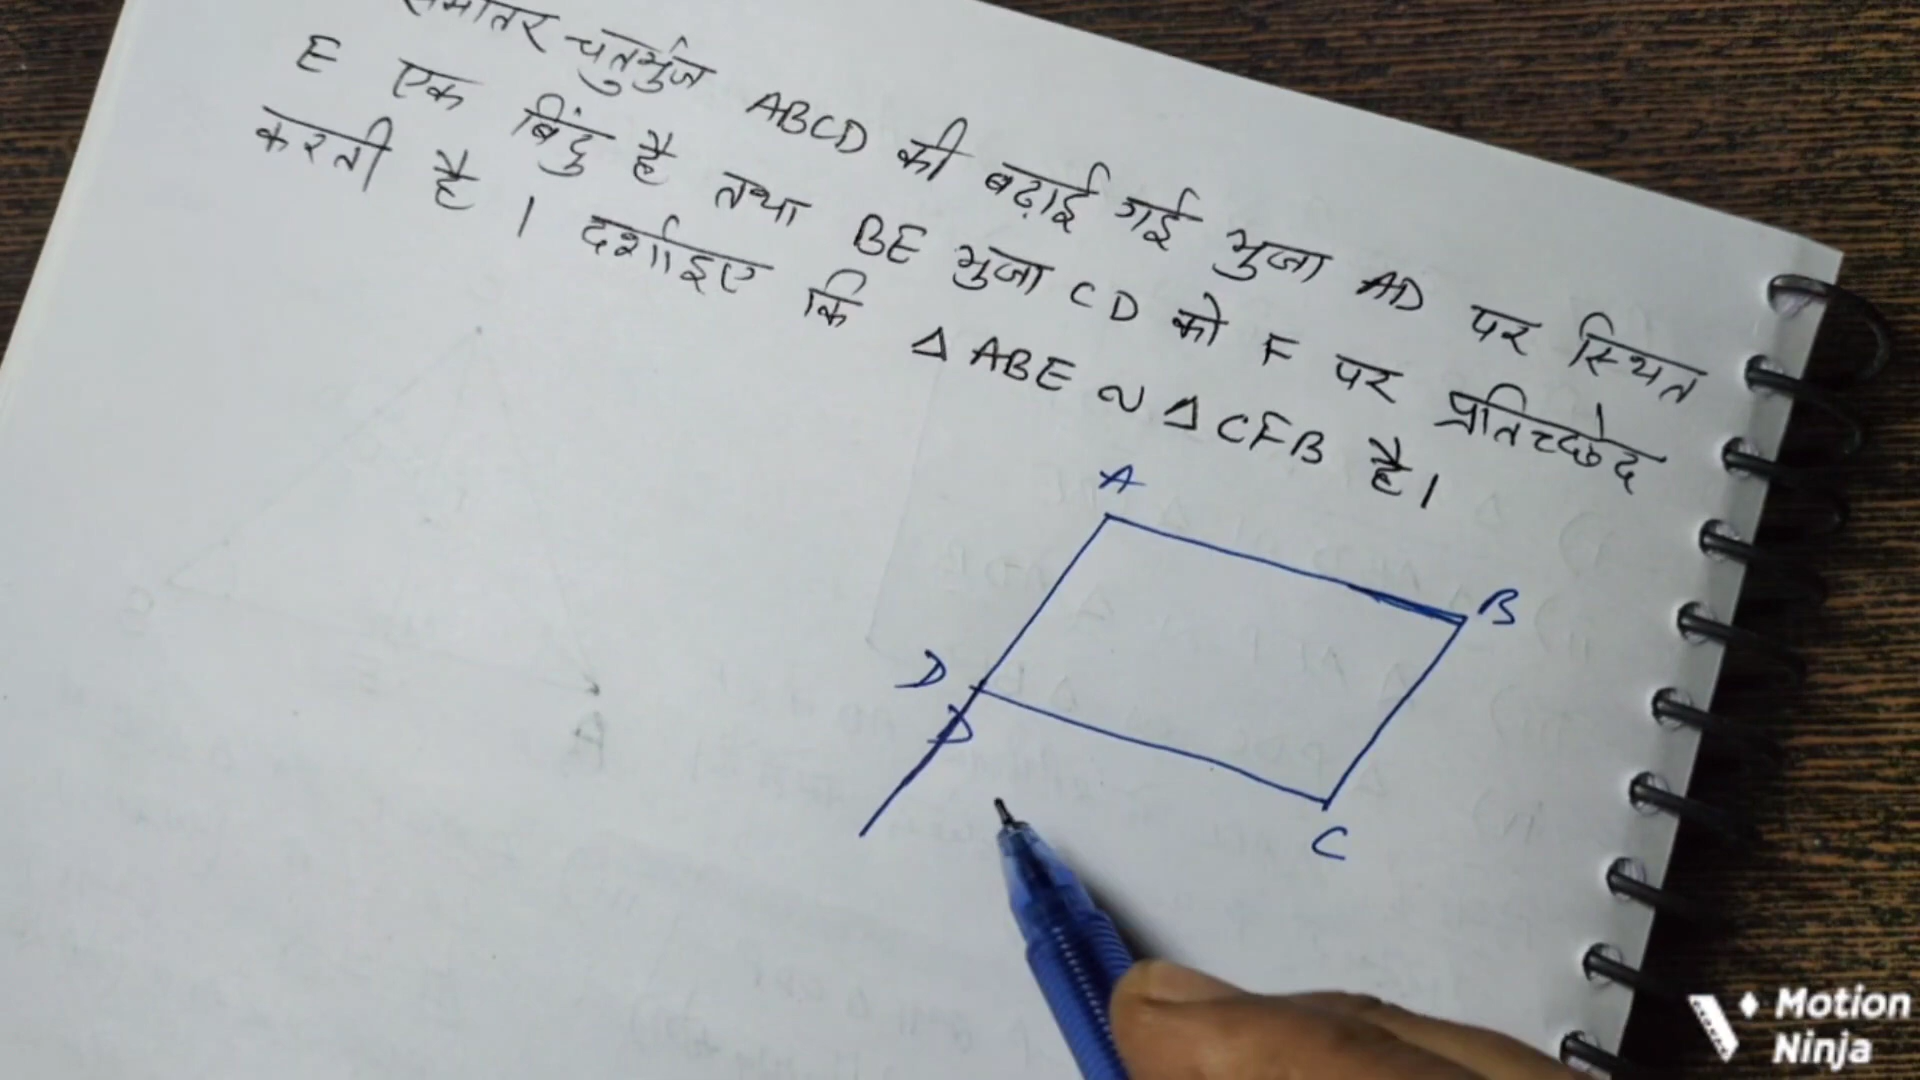 समांतर चतुर्भुज ABCD की बढ़ाई गई भुजा AD पर स्थित
E एक बिंदु है तथा BE भुजा CD को F पर प्रतिच्छेद
करती है । दर्शाइए कि Δ ABE ~ Δ CFB है।
A
B
D
D
C
Motion
Ninja